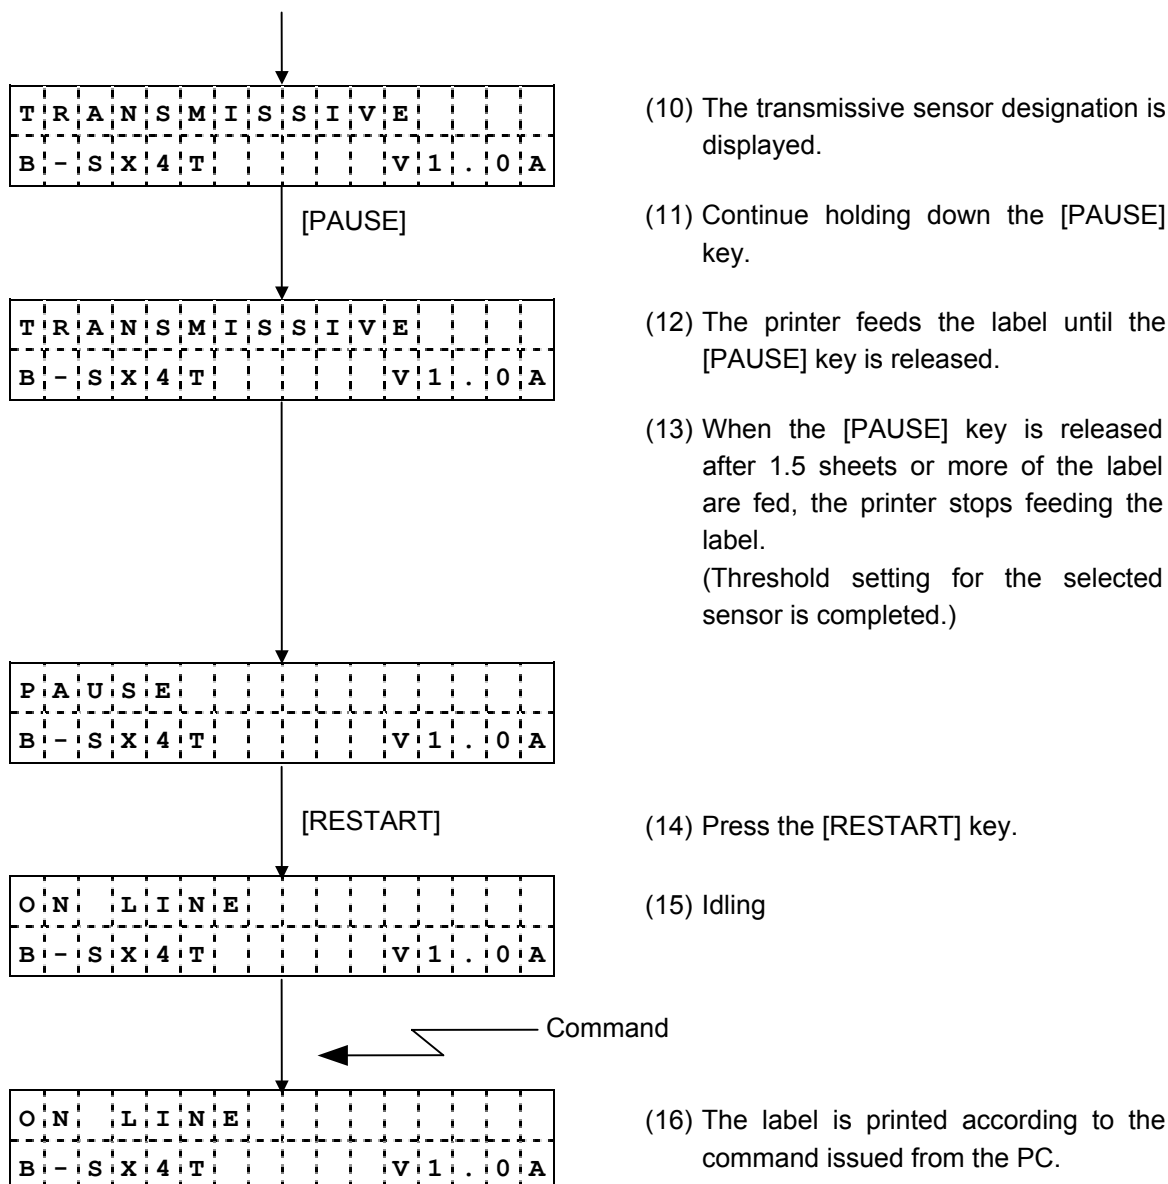 TRANSMISSIVE
B-SX4T V1.0A
(10) The transmissive sensor designation is
displayed.
[PAUSE]
(11) Continue holding down the [PAUSE]
key.
TRANSMISSIVE
B-SX4T V1.0A
(12) The printer feeds the label until the
[PAUSE] key is released.
(13) When the [PAUSE] key is released
after 1.5 sheets or more of the label
are fed, the printer stops feeding the
label.
(Threshold setting for the selected
sensor is completed.)
PAUSE
B-SX4T V1.0A
[RESTART]
(14) Press the [RESTART] key.
ON LINE
B-SX4T V1.0A
(15) Idling
Command
ON LINE
B-SX4T V1.0A
(16) The label is printed according to the
command issued from the PC.